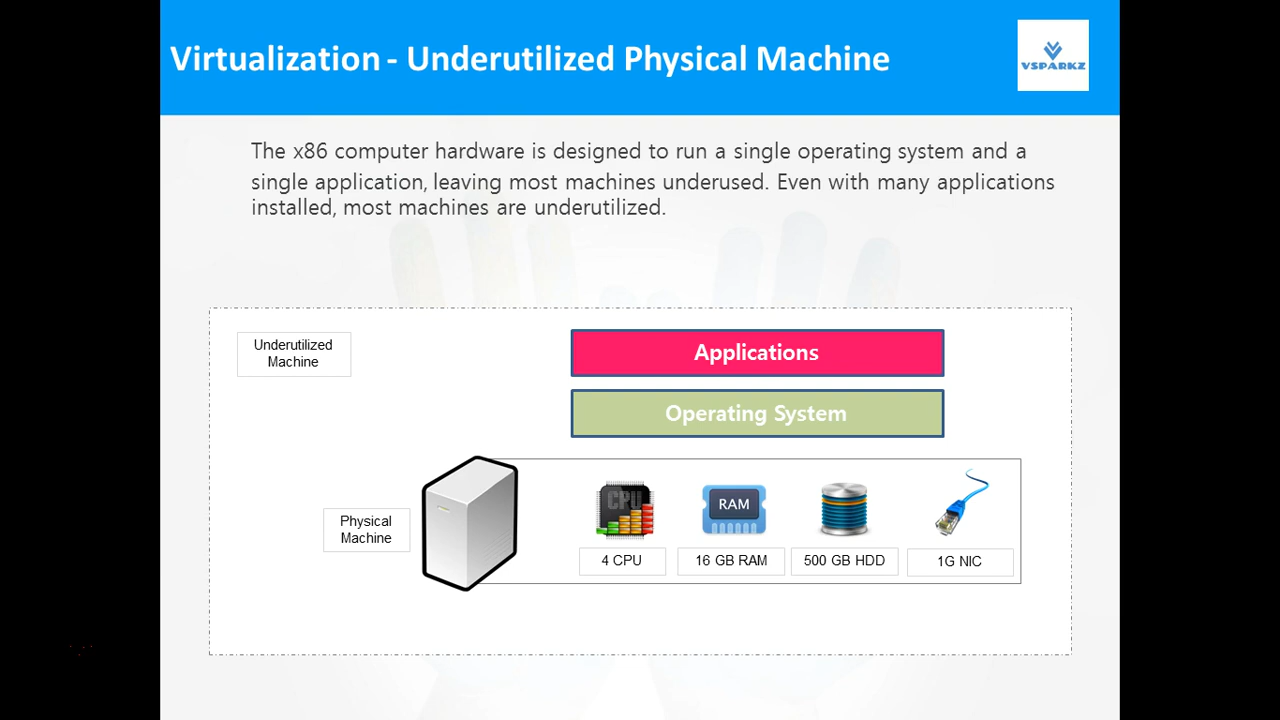 Virtualization - Underutilized Physical Machine
VSPARKZ
The x86 computer hardware is designed to run a single operating system and a
single application, leaving most machines underused. Even with many applications
installed, most machines are underutilized.
Underutilized
Machine
Applications
Operating System
Physical
Machine
CPU
RAM
4 CPU
16 GB RAM
500 GB HDD
1G NIC